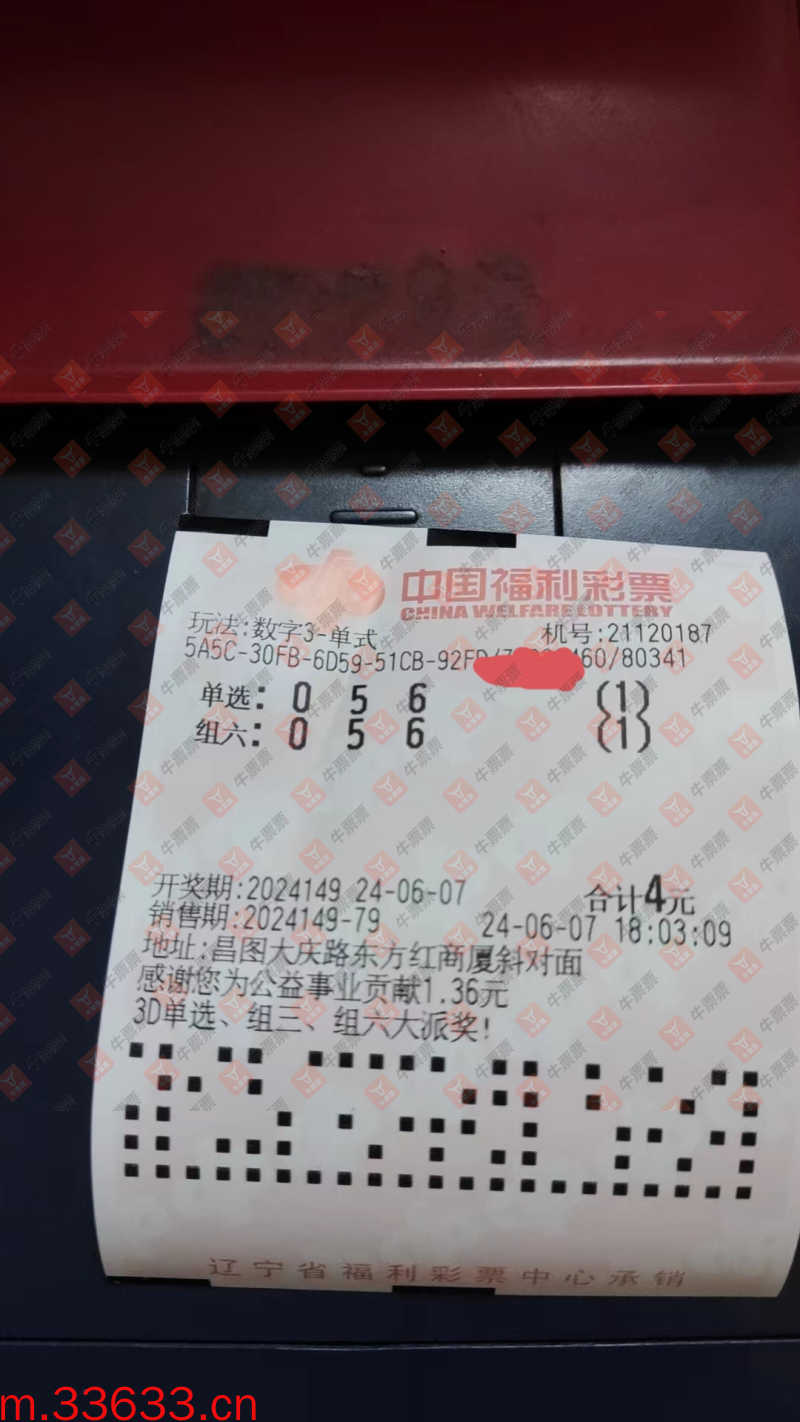 中国福利彩票
CHINA WELFARE LOTTERY
玩法:数字3-单式 机号:21120187
5A5C-30FB-6D59-51CB-92F 60/80341
单选: 0 5 6 (1)
组六: 0 5 6 (1)
开奖期:2024149 24-06-07 合计4元
销售期:2024149-79 24-06-07 18:03:09
地址:昌图大庆路东方红商厦斜对面
感谢您为公益事业贡献1.36元
3D单选、组三、组六大派奖!
辽宁省福利彩票中心承销
牛票票
m.33633.cn